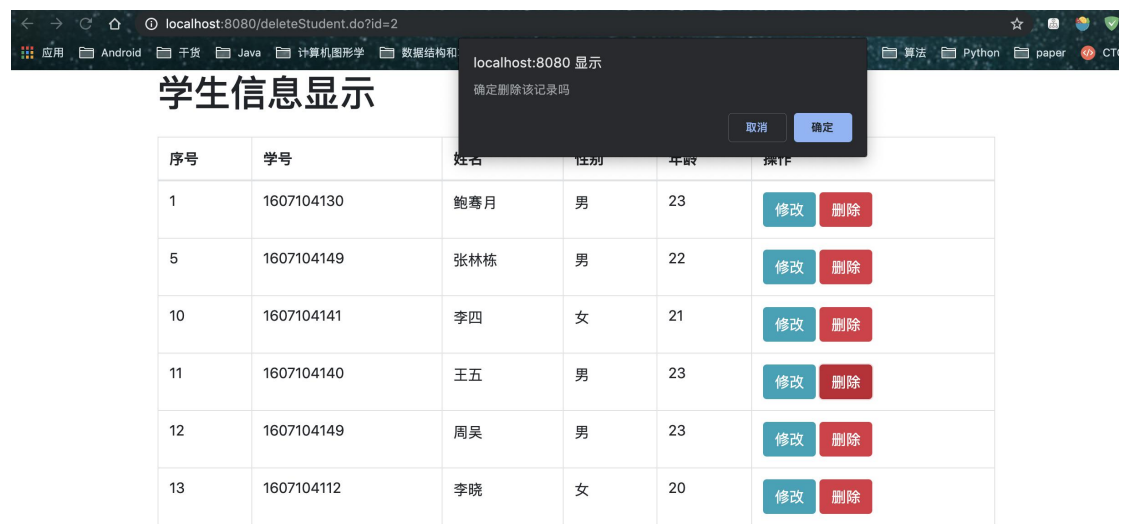 localhost:8080/deleteStudent.do?id=2
应用 Android 干货 Java 计算机图形学 数据结构和 算法 Python paper CTO
localhost:8080 显示
确定删除该记录吗
取消 确定
学生信息显示
序号 学号 姓名 性别 年龄 操作
1 1607104130 鲍骞月 男 23 修改 删除
5 1607104149 张林栋 男 22 修改 删除
10 1607104141 李四 女 21 修改 删除
11 1607104140 王五 男 23 修改 删除
12 1607104149 周吴 男 23 修改 删除
13 1607104112 李晓 女 20 修改 删除